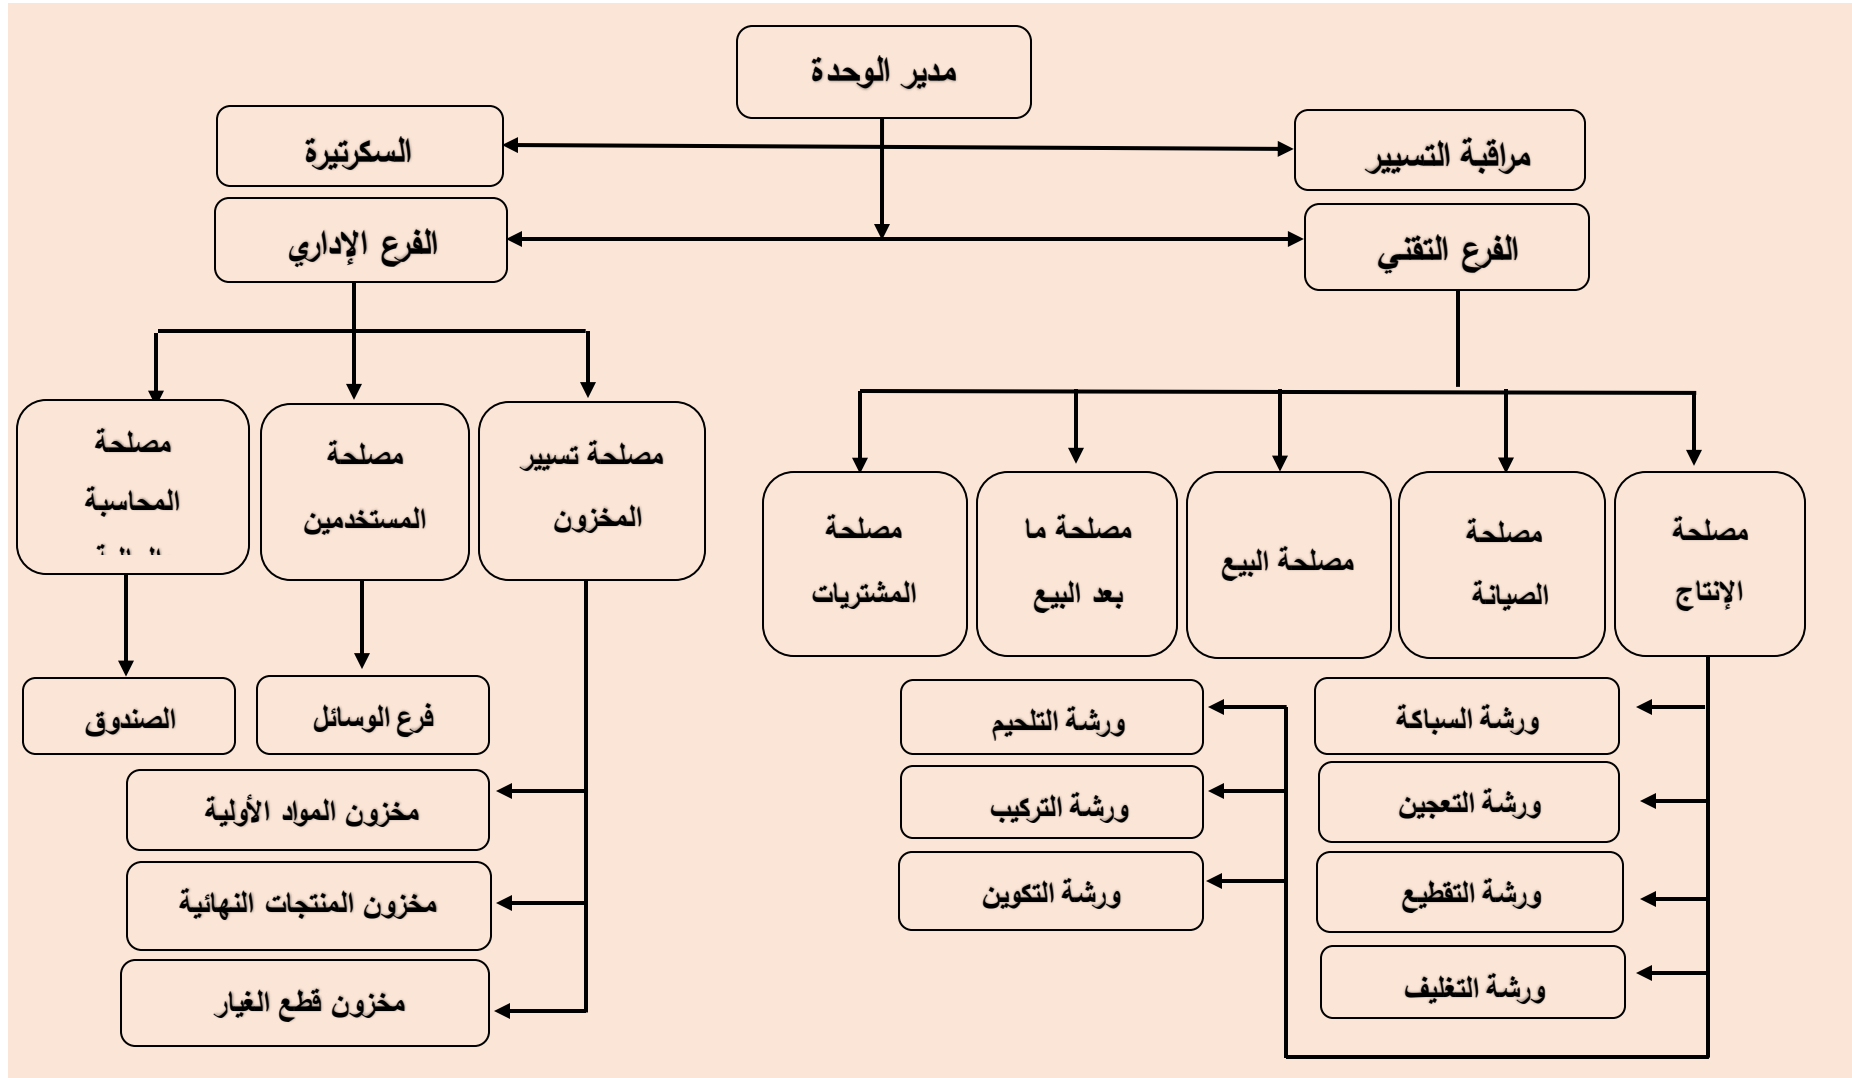 مدير الوحدة
مراقبة التسيير
السكرتيرة
الفرع التقني
الفرع الإداري
مصلحة
الإنتاج
مصلحة
الصيانة
مصلحة البيع
مصلحة ما
بعد البيع
مصلحة
المشتريات
مصلحة تسيير
المخزون
مصلحة
المستخدمين
مصلحة
المحاسبة
ورشة السباكة
ورشة التعجين
ورشة التقطيع
ورشة التغليف
ورشة التلحيم
ورشة التركيب
ورشة التكوين
فرع الوسائل
الصندوق
مخزون المواد الأولية
مخزون المنتجات النهائية
مخزون قطع الغيار